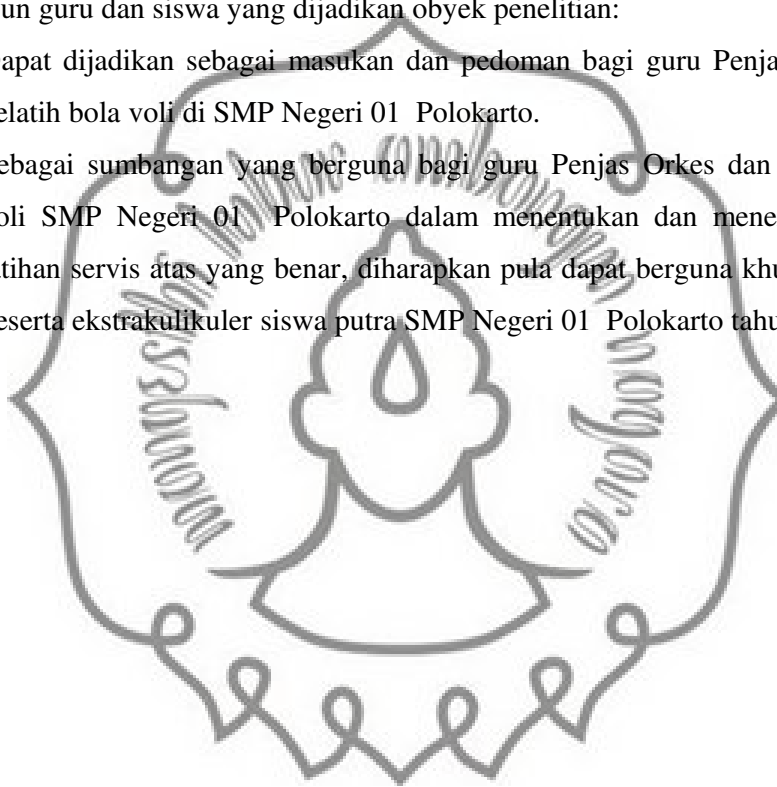 un guru dan siswa yang dijadikan obyek penelitian:
apat dijadikan sebagai masukan dan pedoman bagi guru Penja
elatih bola voli di SMP Negeri 01 Polokarto.
ebagai sumbangan yang berguna bagi guru Penjas Orkes dan
oli SMP Negeri 01 Polokarto dalam menentukan dan mene
atihan servis atas yang benar, diharapkan pula dapat berguna khu
eserta ekstrakulikuler siswa putra SMP Negeri 01 Polokarto tahu